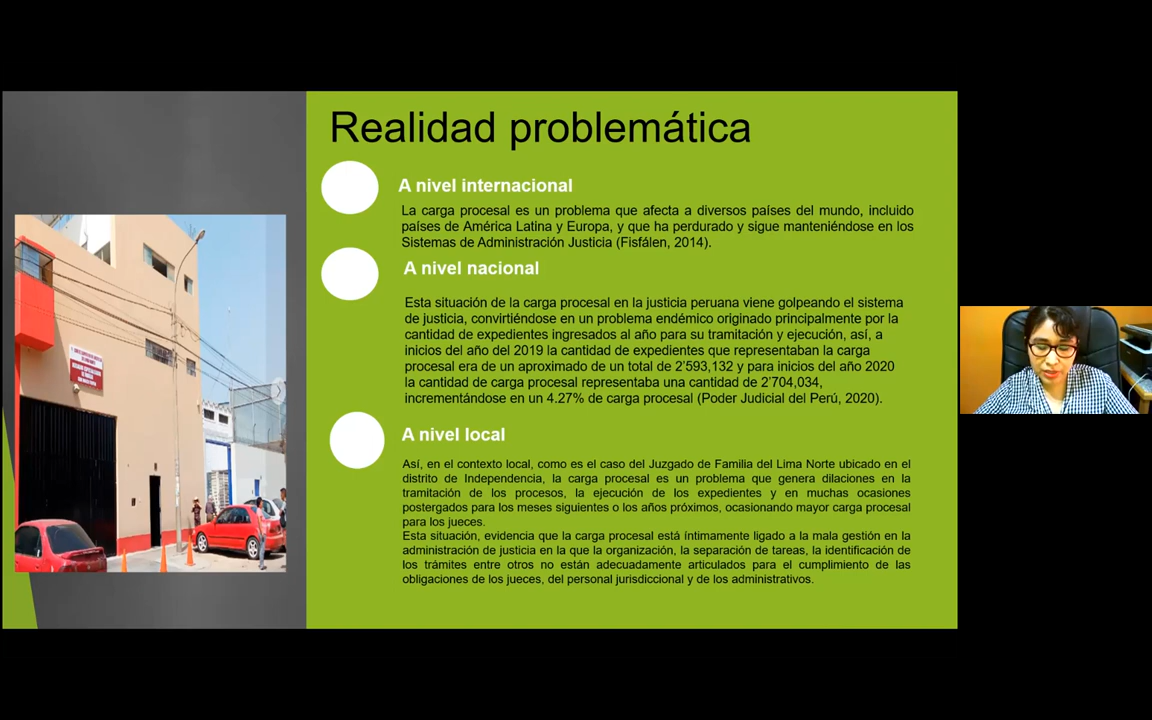 Realidad problemática
A nivel internacional
La carga procesal es un problema que afecta a diversos países del mundo, incluido
países de América Latina y Europa, y que ha perdurado y sigue manteniéndose en los
Sistemas de Administración Justicia (Fisfálen, 2014).
A nivel nacional
Esta situación de la carga procesal en la justicia peruana viene golpeando el sistema
de justicia, convirtiéndose en un problema endémico originado principalmente por la
cantidad de expedientes ingresados al año para su tramitación y ejecución, así, a
inicios del año del 2019 la cantidad de expedientes que representaban la carga
procesal era de un aproximado de un total de 2’593,132 y para inicios del año 2020
la cantidad de carga procesal representaba una cantidad de 2’704,034,
incrementándose en un 4.27% de carga procesal (Poder Judicial del Perú, 2020).
A nivel local
Así, en el contexto local, como es el caso del Juzgado de Familia del Lima Norte ubicado en el
distrito de Independencia, la carga procesal es un problema que genera dilaciones en la
tramitación de los procesos, la ejecución de los expedientes y en muchas ocasiones
postergados para los meses siguientes o los años próximos, ocasionando mayor carga procesal
para los jueces.
Esta situación, evidencia que la carga procesal está íntimamente ligado a la mala gestión en la
administración de justicia en la que la organización, la separación de tareas, la identificación de
los trámites entre otros no están adecuadamente articulados para el cumplimiento de las
obligaciones de los jueces, del personal jurisdiccional y de los administrativos.